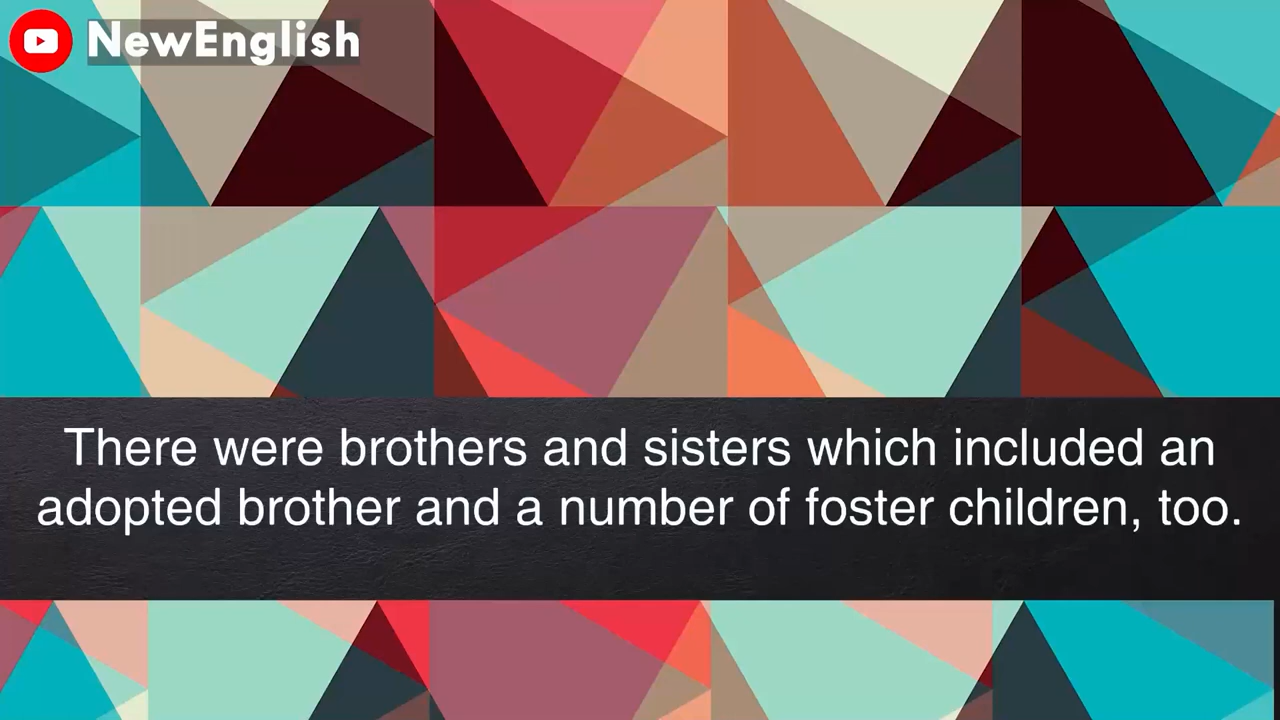 NewEnglish
There were brothers and sisters which included an
adopted brother and a number of foster children, too.